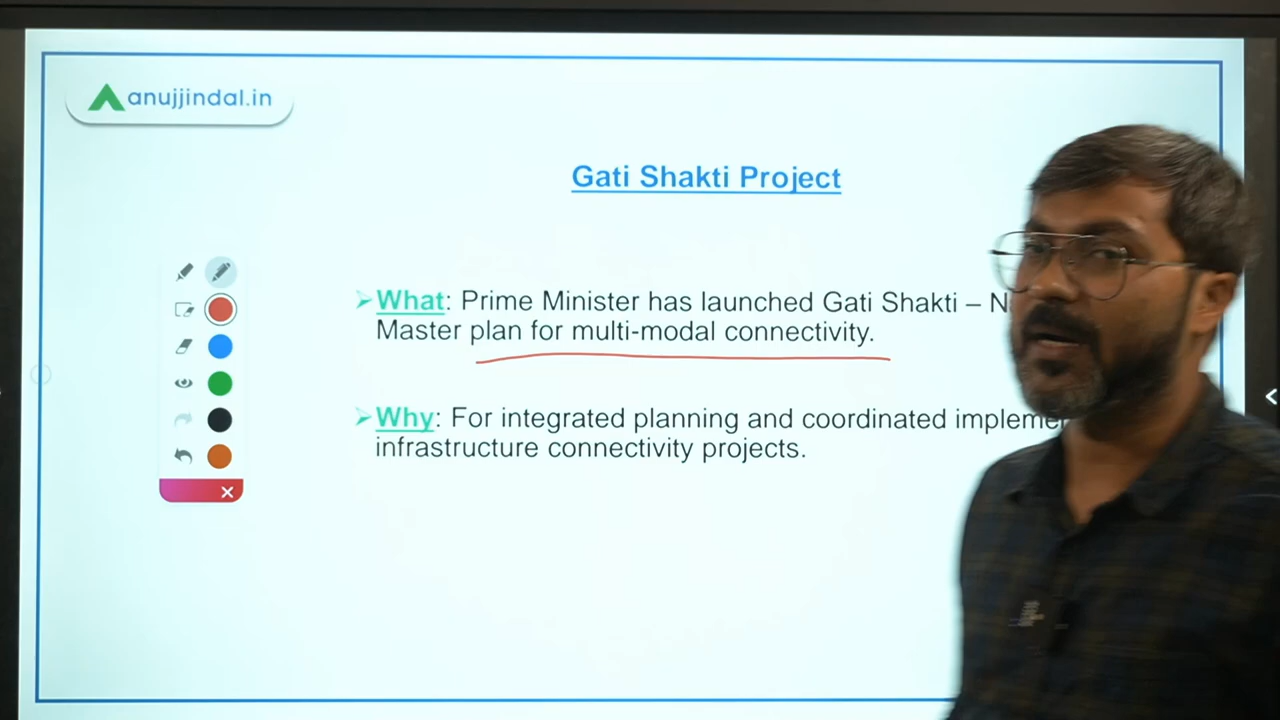 anujjindal.in
Gati Shakti Project
What: Prime Minister has launched Gati Shakti –
Master plan for multi-modal connectivity.
Why: For integrated planning and coordinated
infrastructure connectivity projects.